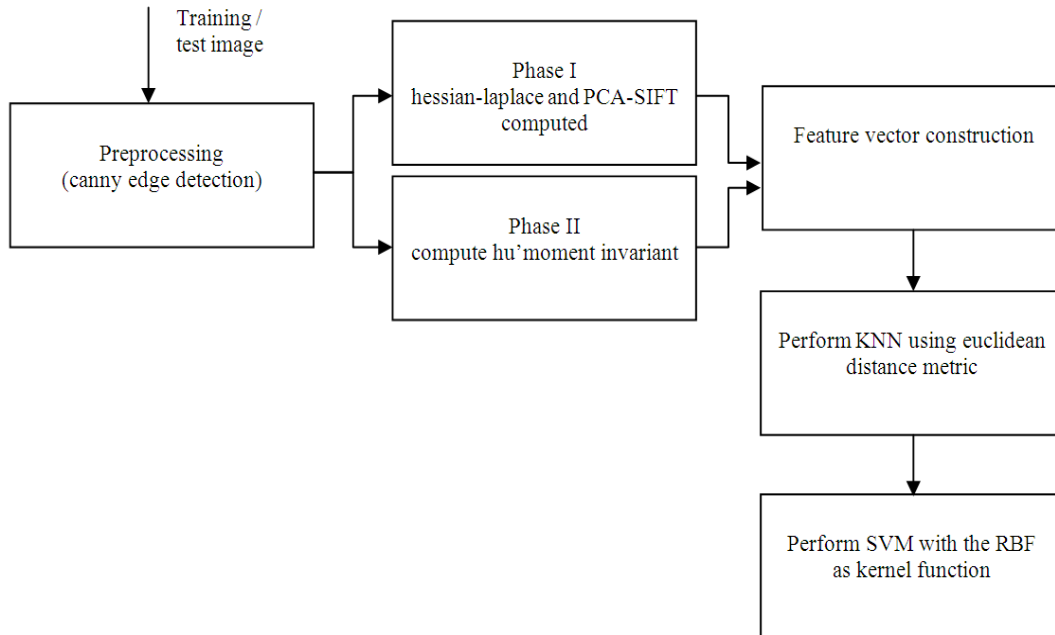 Training /
test image
Preprocessing
(canny edge detection)
Phase I
hessian-laplace and PCA-SIFT
computed
Phase II
compute hu’moment invariant
Feature vector construction
Perform KNN using euclidean
distance metric
Perform SVM with the RBF
as kernel function